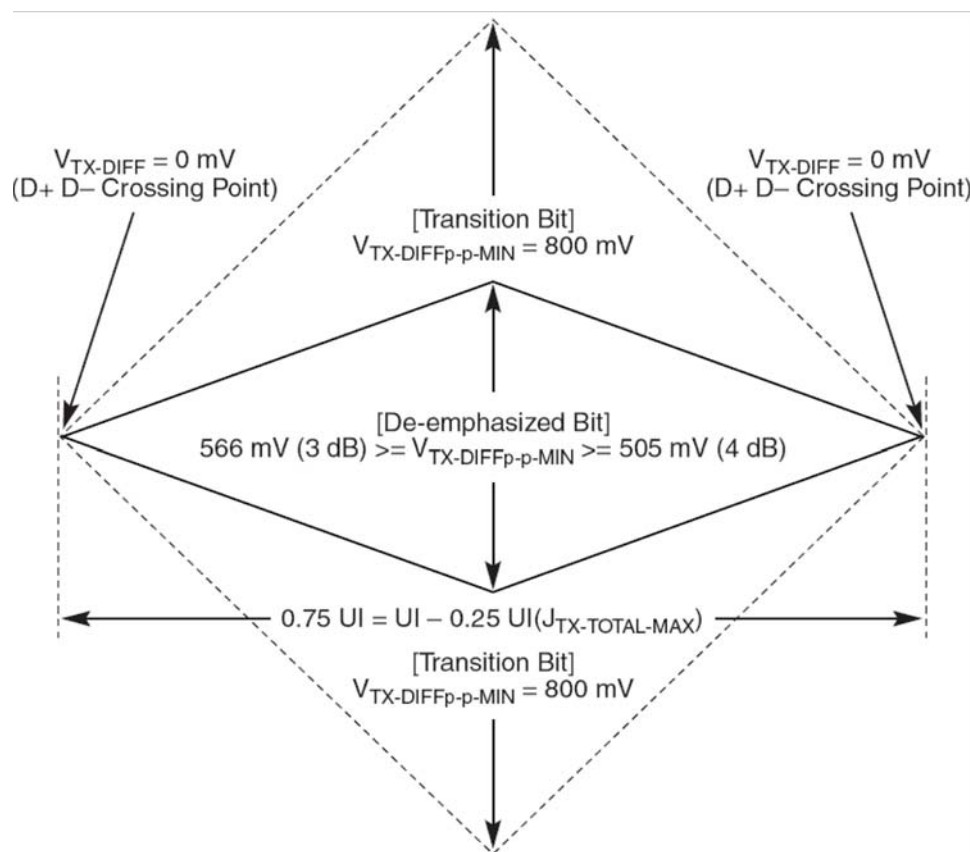 V_TX-DIFF = 0 mV
(D+ D– Crossing Point)
V_TX-DIFF = 0 mV
(D+ D– Crossing Point)
[Transition Bit]
V_TX-DIFFp-p-MIN = 800 mV
[De-emphasized Bit]
566 mV (3 dB) >= V_TX-DIFFp-p-MIN >= 505 mV (4 dB)
0.75 UI = UI – 0.25 UI(J_TX-TOTAL-MAX)
[Transition Bit]
V_TX-DIFFp-p-MIN = 800 mV